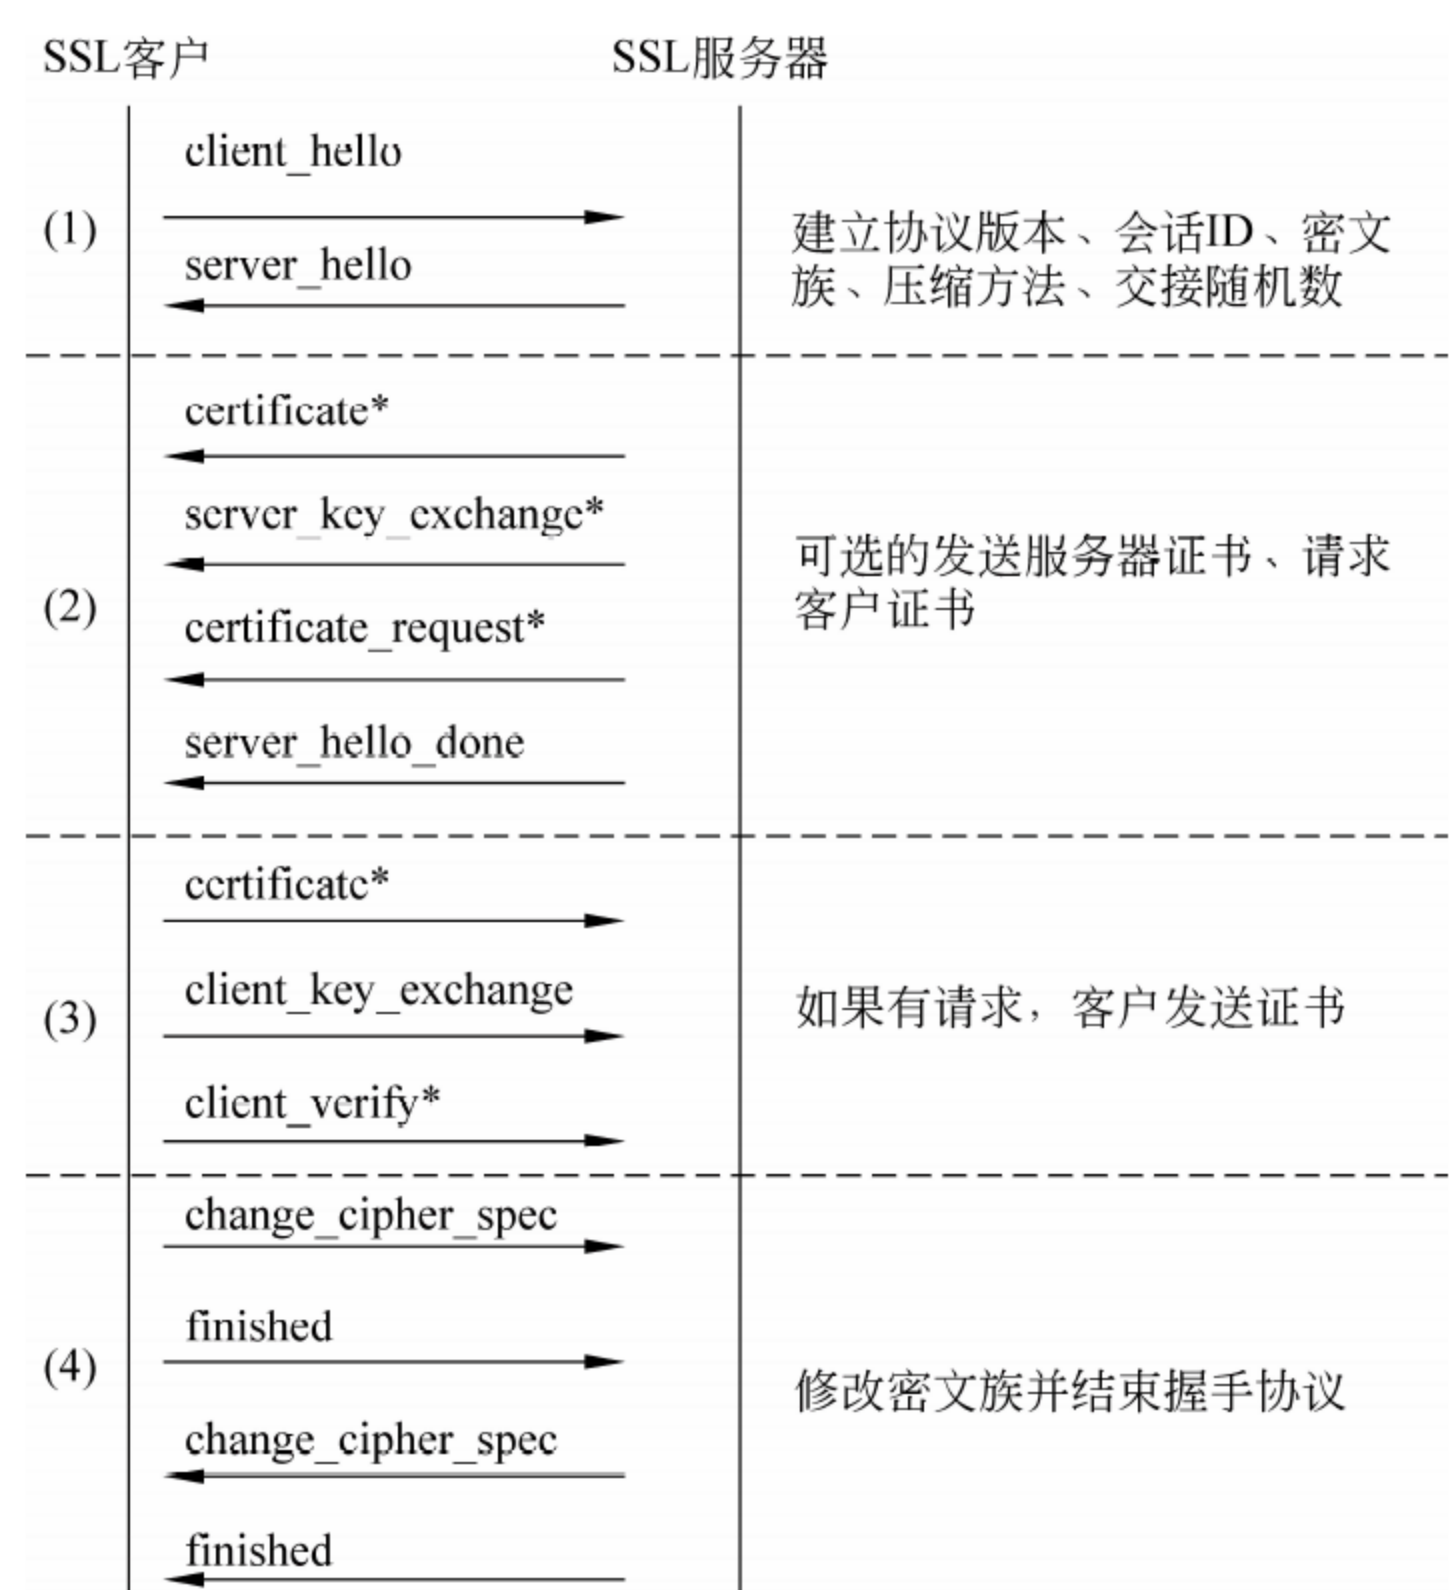 SSL客户
SSL服务器
client_hello
(1)
server_hello
建立协议版本、会话ID、密文
族、压缩方法、交接随机数
certificate*
server_key_exchange*
(2)
certificate_request*
server_hello_done
可选的发送服务器证书、请求
客户证书
certificate*
client_key_exchange
(3)
client_verify*
如果有请求，客户发送证书
change_cipher_spec
finished
(4)
change_cipher_spec
finished
修改密文族并结束握手协议